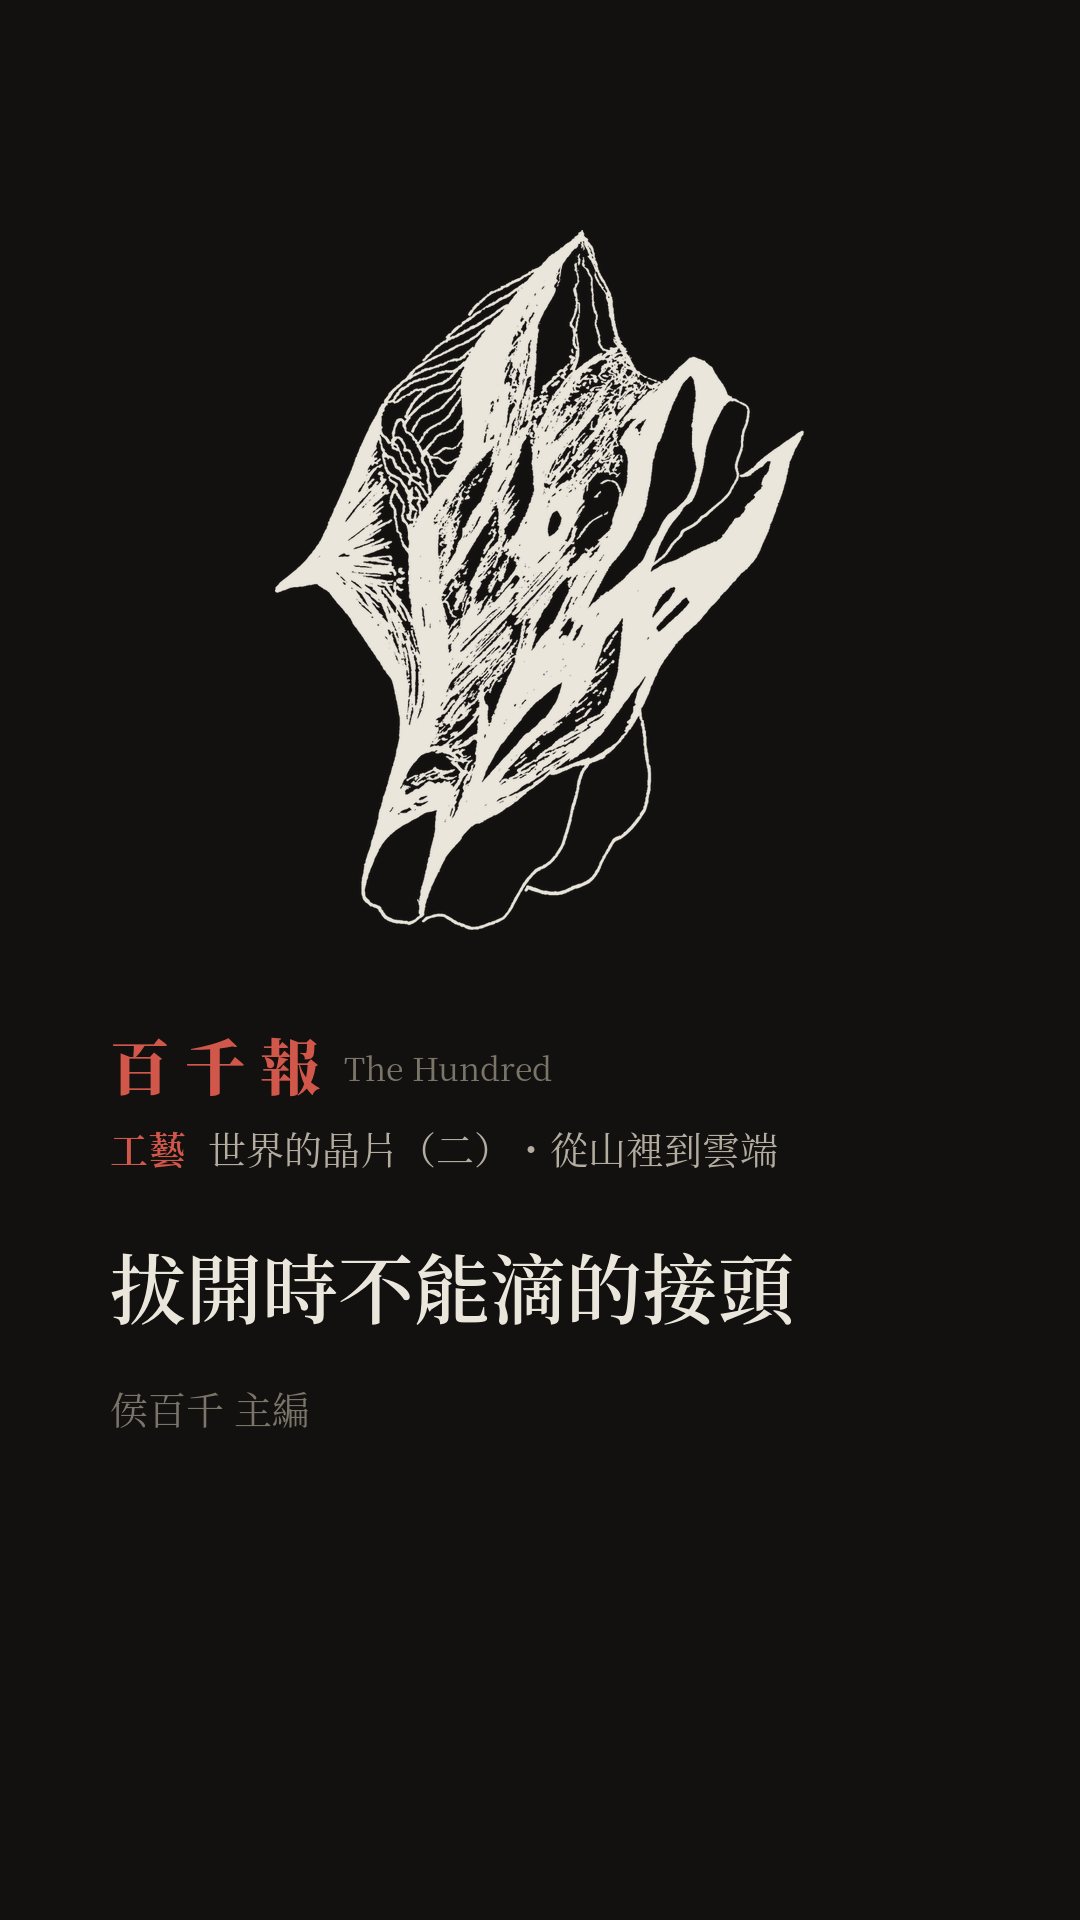 百千報 The Hundred
工藝 世界的晶片（二）・從山裡到雲端
拔開時不能滴的接頭
侯百千 主編